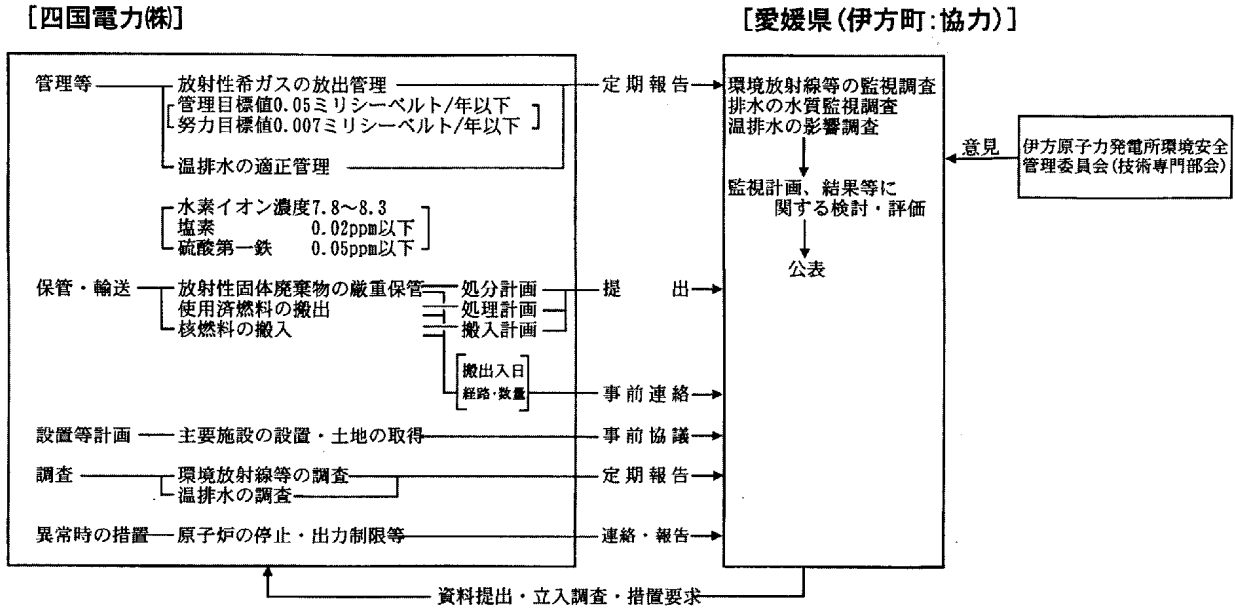 [四国電力㈱]
[愛媛県(伊方町:協力)]
管理等
放射性希ガスの放出管理
管理目標値0.05ミリシーベルト/年以下
努力目標値0.007ミリシーベルト/年以下
温排水の適正管理
水素イオン濃度7.8～8.3
塩素 0.02ppm以下
硫酸第一鉄 0.05ppm以下
定期報告
保管・輸送
放射性固体廃棄物の厳重保管
処分計画
使用済燃料の搬出
処理計画
核燃料の搬入
搬入計画
提出
搬出入日
経路・数量
事前連絡
設置等計画
主要施設の設置・土地の取得
事前協議
調査
環境放射線等の調査
温排水の調査
定期報告
異常時の措置
原子炉の停止・出力制限等
連絡・報告
環境放射線等の監視調査
排水の水質監視調査
温排水の影響調査
監視計画、結果等に
関する検討・評価
公表
意見
伊方原子力発電所環境安全
管理委員会(技術専門部会)
資料提出・立入調査・措置要求